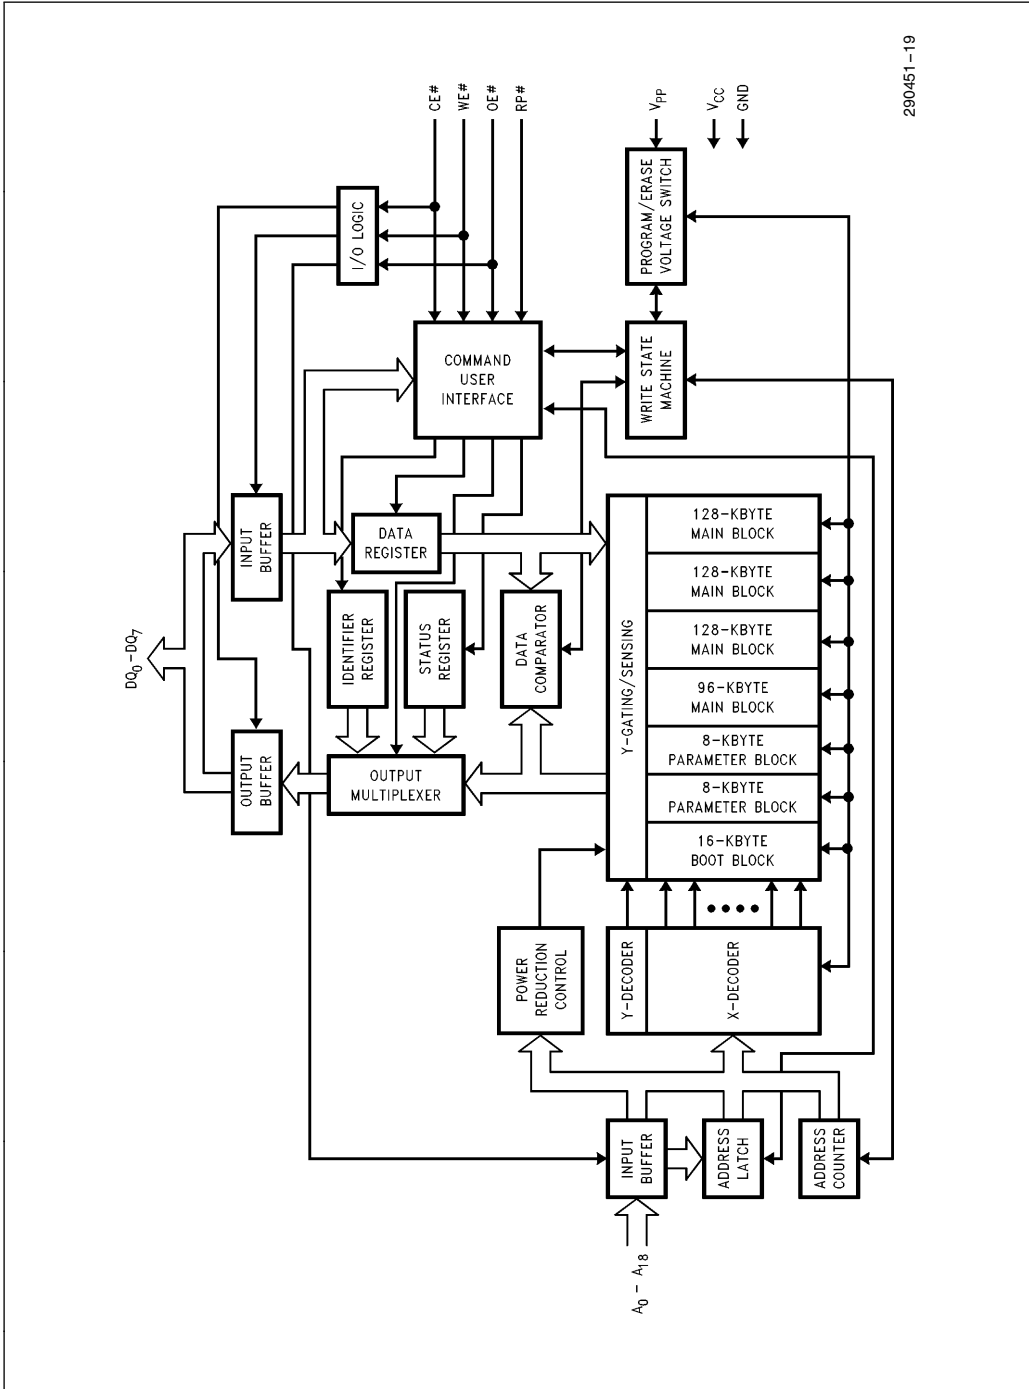 290451-19
CE#
WE#
OE#
RP#
VPP
VCC
GND
I/O LOGIC
PROGRAM/ERASE
VOLTAGE SWITCH
COMMAND
USER
INTERFACE
WRITE STATE
MACHINE
DQ0-DQ7
INPUT
BUFFER
DATA
REGISTER
IDENTIFIER
REGISTER
STATUS
REGISTER
DATA
COMPARATOR
OUTPUT
BUFFER
OUTPUT
MULTIPLEXER
Y-GATING/SENSING
128-KBYTE
MAIN BLOCK
128-KBYTE
MAIN BLOCK
128-KBYTE
MAIN BLOCK
96-KBYTE
MAIN BLOCK
8-KBYTE
PARAMETER BLOCK
8-KBYTE
PARAMETER BLOCK
16-KBYTE
BOOT BLOCK
POWER
REDUCTION
CONTROL
Y-DECODER
X-DECODER
INPUT
BUFFER
ADDRESS
LATCH
ADDRESS
COUNTER
A0 - A18